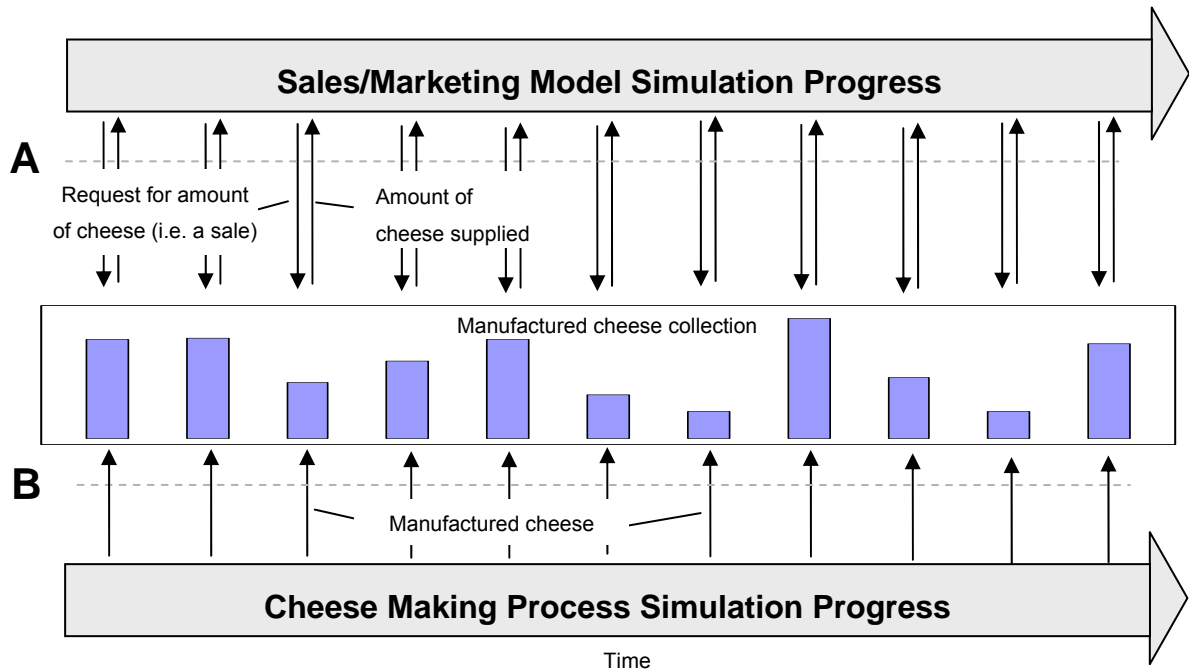 Sales/Marketing Model Simulation Progress
A
Request for amount
of cheese (i.e. a sale)
Amount of
cheese supplied
Manufactured cheese collection
B
Manufactured cheese
Cheese Making Process Simulation Progress
Time